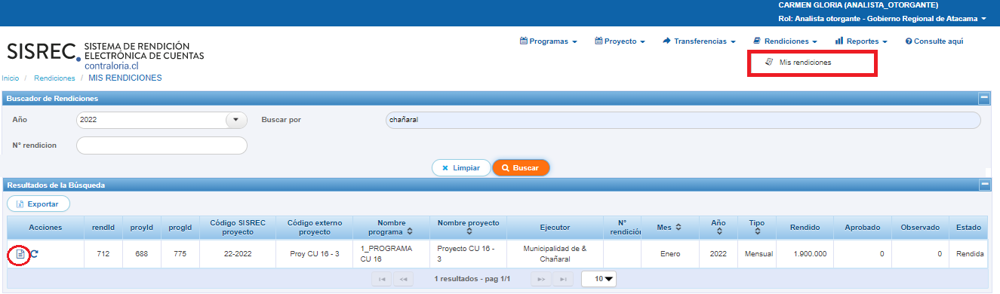 CARMEN GLORIA (ANALISTA_OTORGANTE)
Rol: Analista otorgante - Gobierno Regional de Atacama
SISREC. SISTEMA DE RENDICIÓN
ELECTRÓNICA DE CUENTAS
contraloria.cl
Programas Proyecto Transferencias Rendiciones Reportes Consulte aquí
Mis rendiciones
Inicio / Rendiciones / MIS RENDICIONES
Buscador de Rendiciones
Año 2022 Buscar por chañaral
N° rendicion
Limpiar Buscar
Resultados de la Búsqueda
Exportar
Acciones rendId proyId progId Código SISREC proyecto Código externo proyecto Nombre programa Nombre proyecto Ejecutor N° rendición Mes Año Tipo Rendido Aprobado Observado Estado
712 688 775 22-2022 Proy CU 16 - 3 1_PROGRAMA CU 16 Proyecto CU 16 - 3 Municipalidad de & Chañaral Enero 2022 Mensual 1.900.000 0 0 Rendida
1 resultados - pag 1/1 10